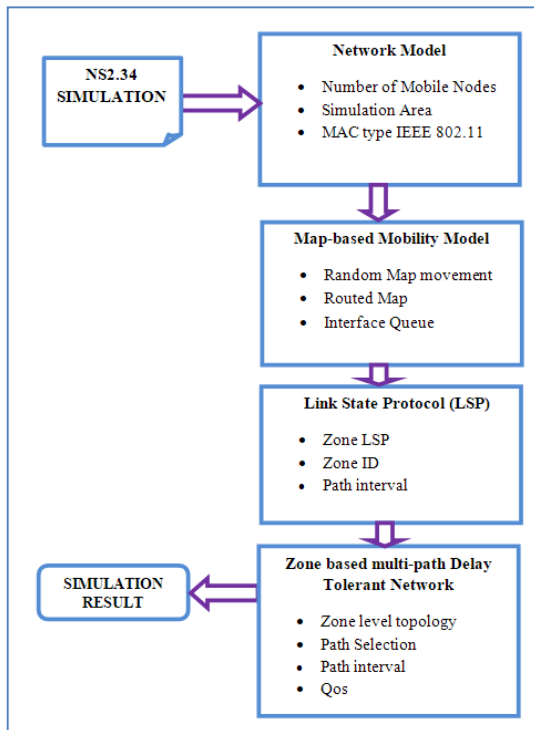 NS2.34
SIMULATION
Network Model
• Number of Mobile Nodes
• Simulation Area
• MAC type IEEE 802.11
Map-based Mobility Model
• Random Map movement
• Routed Map
• Interface Queue
Link State Protocol (LSP)
• Zone LSP
• Zone ID
• Path interval
Zone based multi-path Delay
Tolerant Network
• Zone level topology
• Path Selection
• Path interval
• Qos
SIMULATION
RESULT